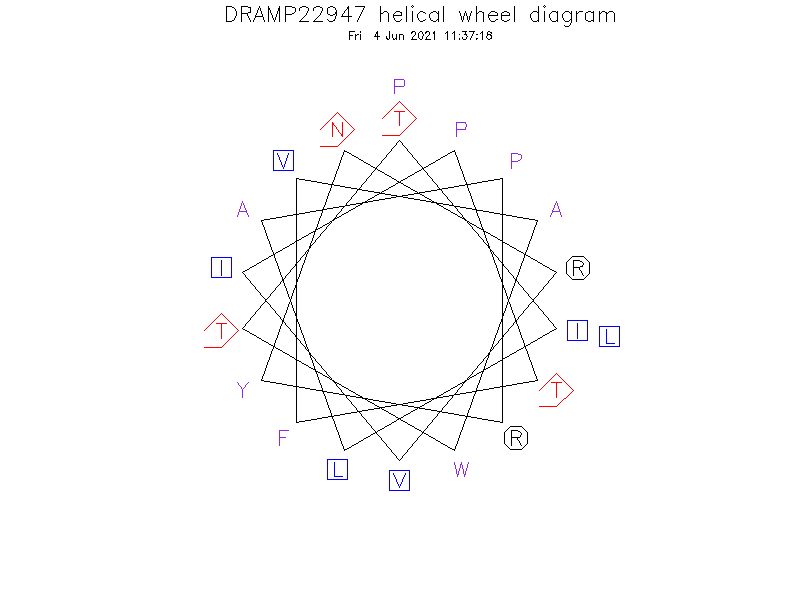 DRAMP22947 helical wheel diagram
Fri 4 Jun 2021 11:37:18
P
N T P
V P
A A
I R
T I L
Y T
F R
L V W